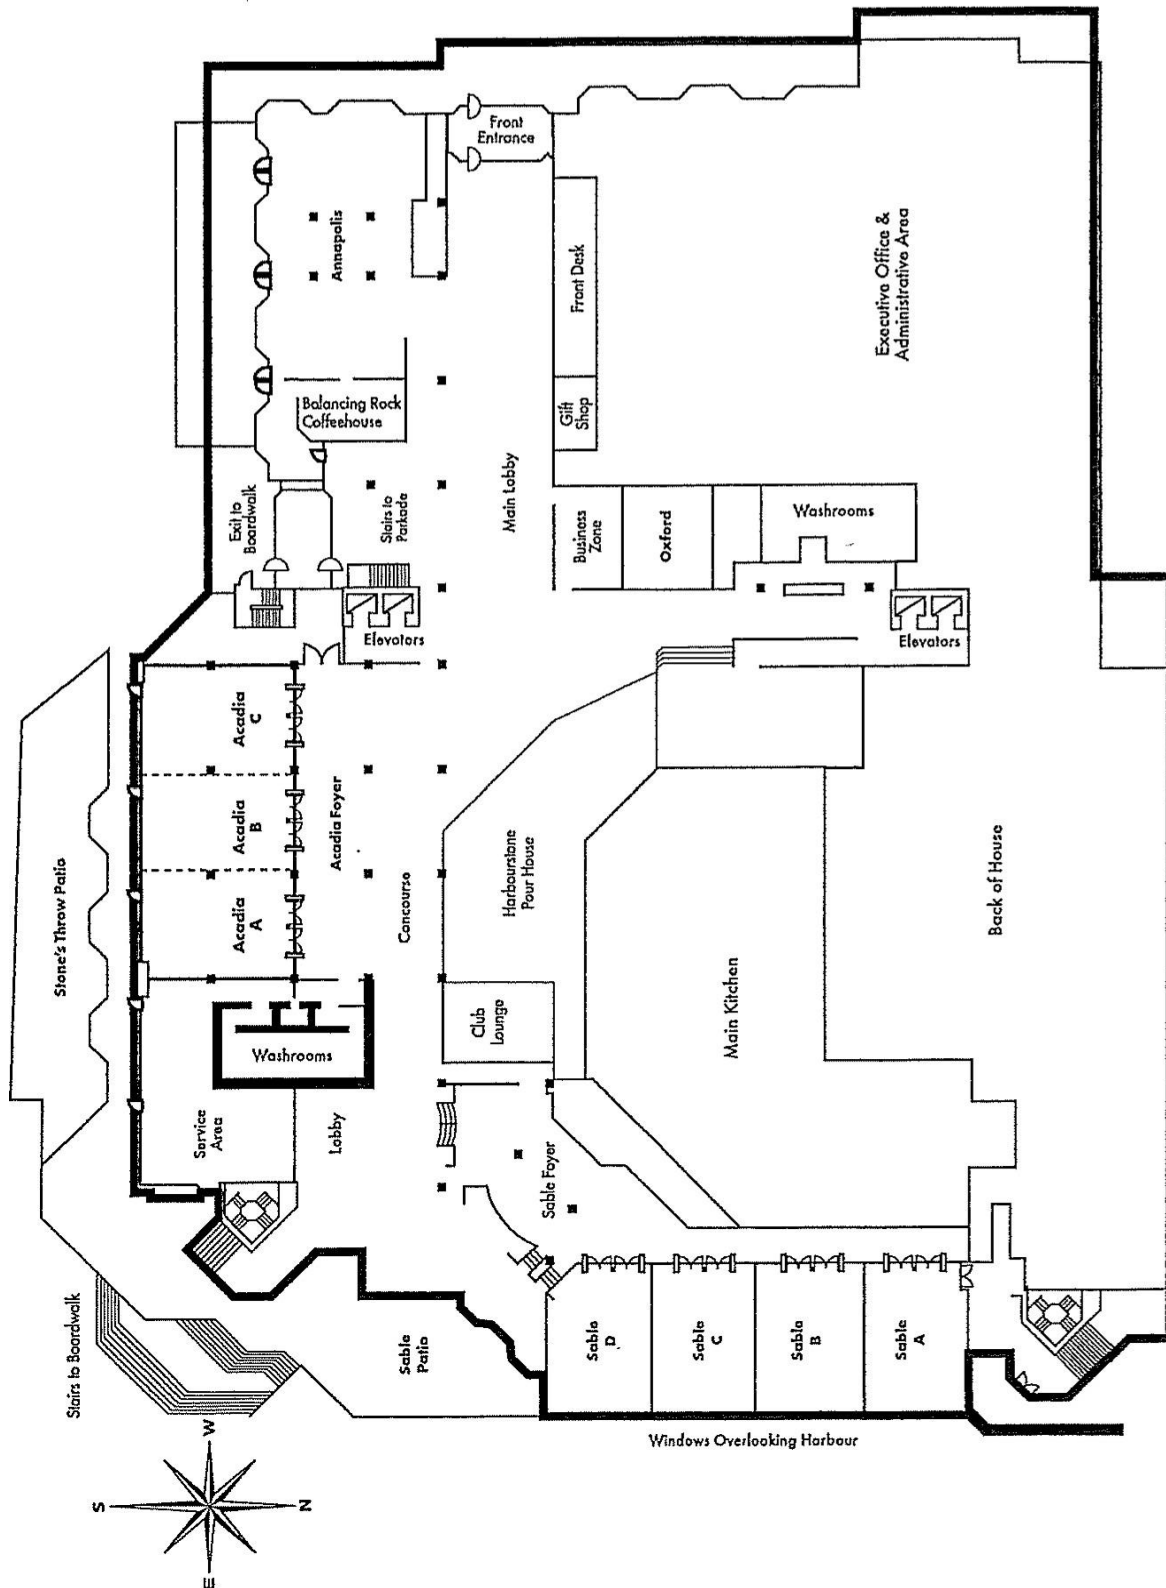 Front
Entrance
Annapolis
Front Desk
Executive Office &
Administrative Area
Balancing Rock
Coffeehouse
Gift
Shop
Main Lobby
Exit to
Boardwalk
Stairs to
Parkade
Business
Zone
Oxford
Washrooms
Elevators
Elevators
Acadia
C
Acadia
B
Acadia
A
Acadia Foyer
Stone's Throw Patio
Concourse
Harbourstone
Pour House
Back of House
Club
Lounge
Main Kitchen
Washrooms
Service
Area
Lobby
Sable Foyer
Stairs to Boardwalk
Sable
Patio
Sable
D
Sable
C
Sable
B
Sable
A
Windows Overlooking Harbour
W
S
N
E